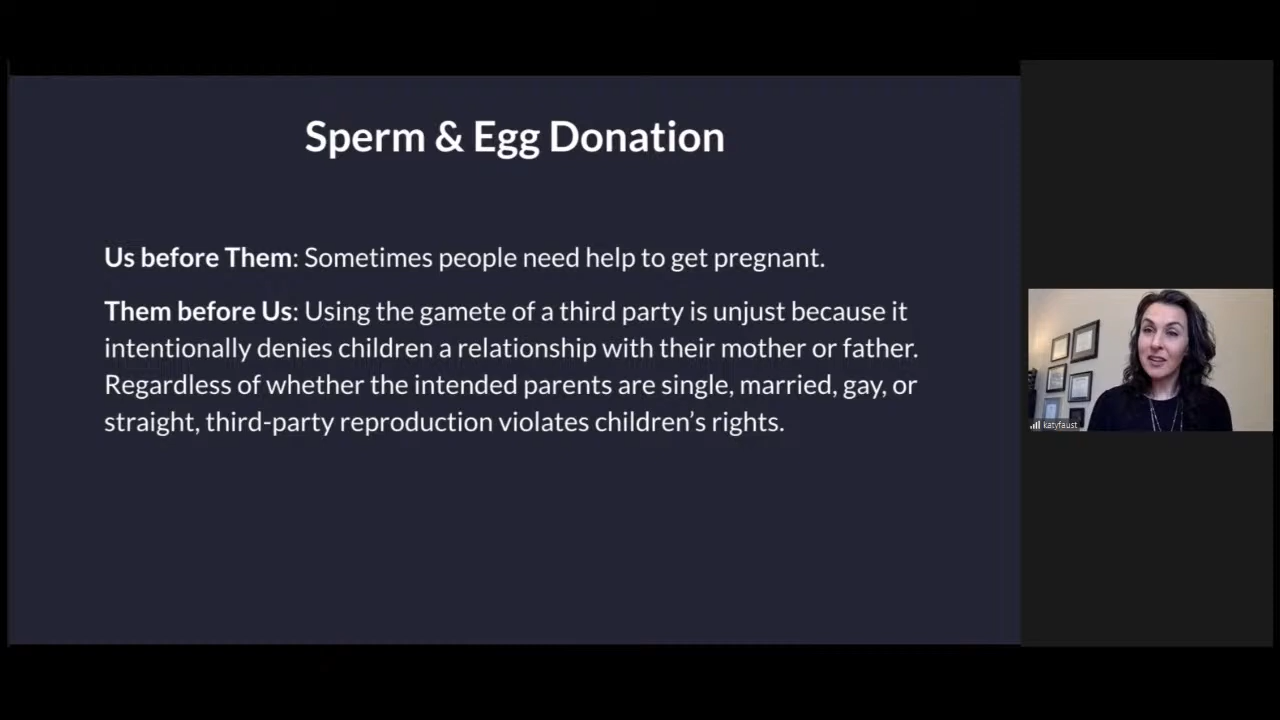 Sperm & Egg Donation
Us before Them: Sometimes people need help to get pregnant.
Them before Us: Using the gamete of a third party is unjust because it
intentionally denies children a relationship with their mother or father.
Regardless of whether the intended parents are single, married, gay, or
straight, third-party reproduction violates children’s rights.
katyfaust